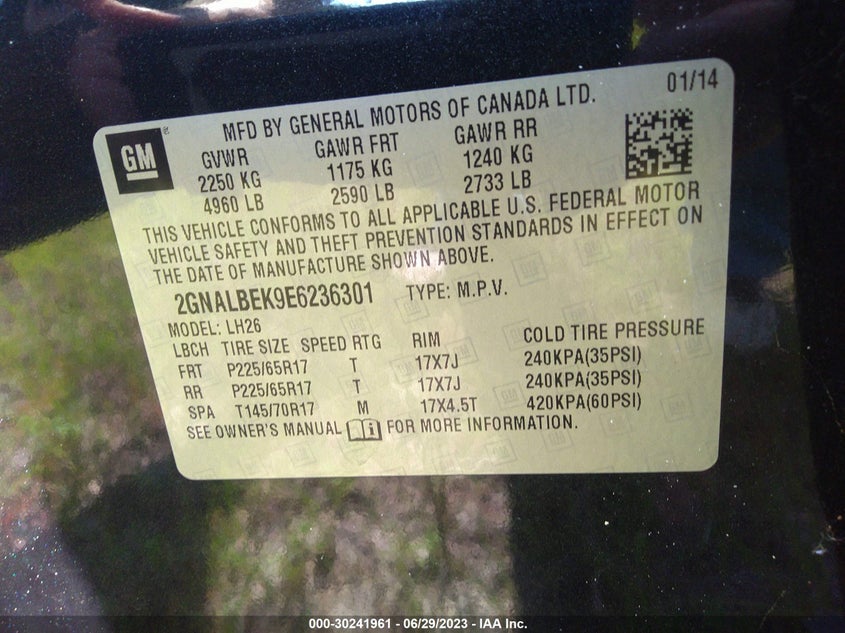 01/14
MFD BY GENERAL MOTORS OF CANADA LTD.
GM
GVWR GAWR FRT GAWR RR
2250 KG 1175 KG 1240 KG
4960 LB 2590 LB 2733 LB
THIS VEHICLE CONFORMS TO ALL APPLICABLE U.S. FEDERAL MOTOR
VEHICLE SAFETY AND THEFT PREVENTION STANDARDS IN EFFECT ON
THE DATE OF MANUFACTURE SHOWN ABOVE.
2GNALBEK9E6236301 TYPE: M.P.V.
MODEL: LH26
LBCH TIRE SIZE SPEED RTG RIM COLD TIRE PRESSURE
FRT P225/65R17 T 17X7J 240KPA(35PSI)
RR P225/65R17 T 17X7J 240KPA(35PSI)
SPA T145/70R17 M 17X4.5T 420KPA(60PSI)
SEE OWNER'S MANUAL FOR MORE INFORMATION.
000-30241961 - 06/29/2023 - IAA Inc.